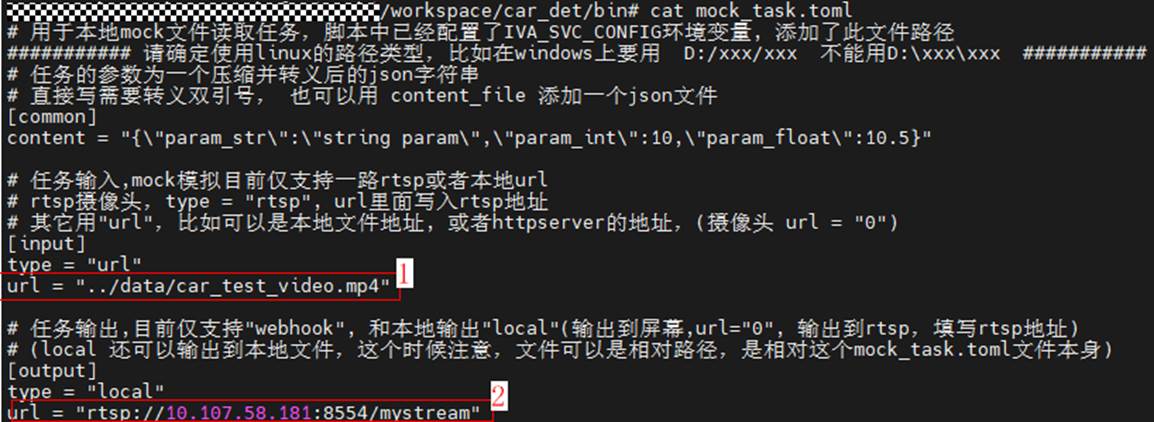 /workspace/car_det/bin# cat mock_task.toml
# 用于本地mock文件读取任务，脚本中已经配置了IVA_SVC_CONFIG环境变量，添加了此文件路径
########### 请确定使用linux的路径类型，比如在windows上要用  D:/xxx/xxx  不能用D:\xxx\xxx  ###########
# 任务的参数为一个压缩并转义后的json字符串
# 直接写需要转义双引号， 也可以用 content_file 添加一个json文件
[common]
content = "{\"param_str\":\"string param\",\"param_int\":10,\"param_float\":10.5}"
# 任务输入,mock模拟目前仅支持一路rtsp或者本地url
# rtsp摄像头，type = "rtsp"，url里面写入rtsp地址
# 其它用"url"，比如可以是本地文件地址，或者httpserver的地址，(摄像头 url = "0")
[input]
type = "url"
url = "../data/car_test_video.mp4"
1
# 任务输出,目前仅支持"webhook"，和本地输出"local"(输出到屏幕,url="0"，输出到rtsp，填写rtsp地址)
# (local 还可以输出到本地文件，这个时候注意，文件可以是相对路径，是相对这个mock_task.toml文件本身)
[output]
type = "local"
url = "rtsp://10.107.58.181:8554/mystream"
2